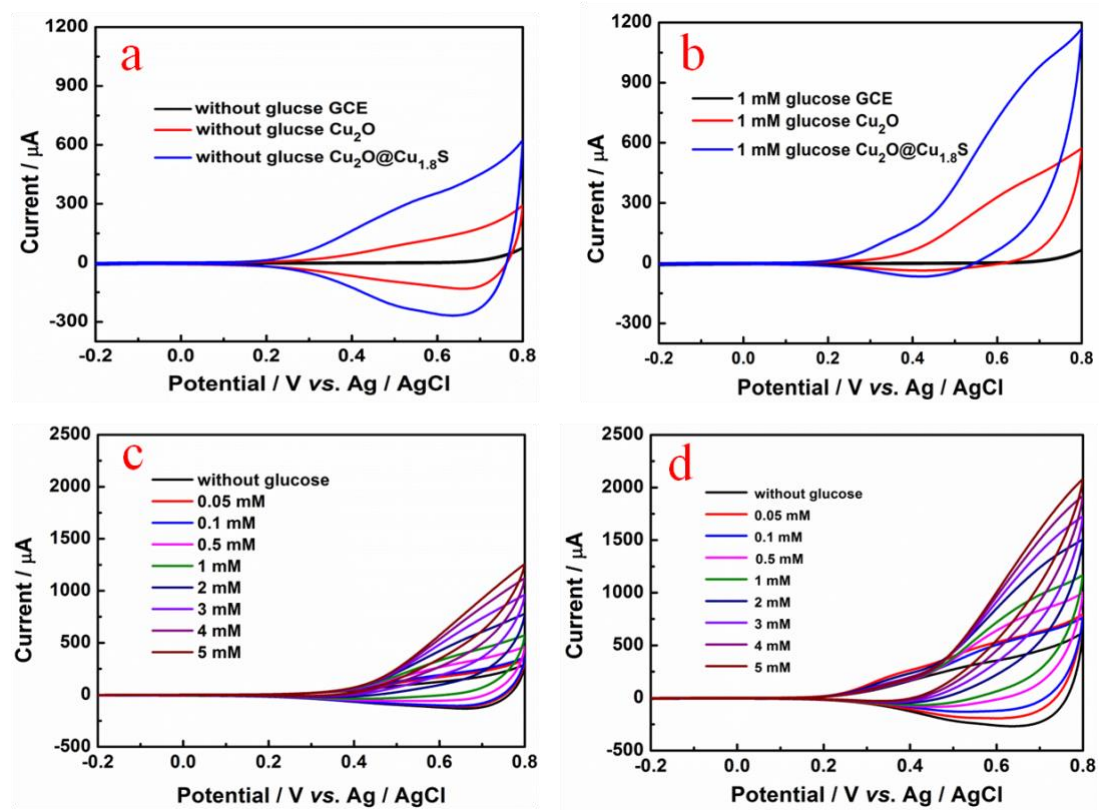 a
1200
900
600
300
0
-300
-0.2 0.0 0.2 0.4 0.6 0.8
Current / μA
Potential / V vs. Ag / AgCl
without glucse GCE
without glucse Cu₂O
without glucse Cu₂O@Cu₁.₈S
b
1200
900
600
300
0
-300
-0.2 0.0 0.2 0.4 0.6 0.8
Current / μA
Potential / V vs. Ag / AgCl
1 mM glucose GCE
1 mM glucose Cu₂O
1 mM glucose Cu₂O@Cu₁.₈S
c
2500
2000
1500
1000
500
0
-500
-0.2 0.0 0.2 0.4 0.6 0.8
Current / μA
Potential / V vs. Ag / AgCl
without glucose
0.05 mM
0.1 mM
0.5 mM
1 mM
2 mM
3 mM
4 mM
5 mM
d
2500
2000
1500
1000
500
0
-500
-0.2 0.0 0.2 0.4 0.6 0.8
Current / μA
Potential / V vs. Ag / AgCl
without glucose
0.05 mM
0.1 mM
0.5 mM
1 mM
2 mM
3 mM
4 mM
5 mM